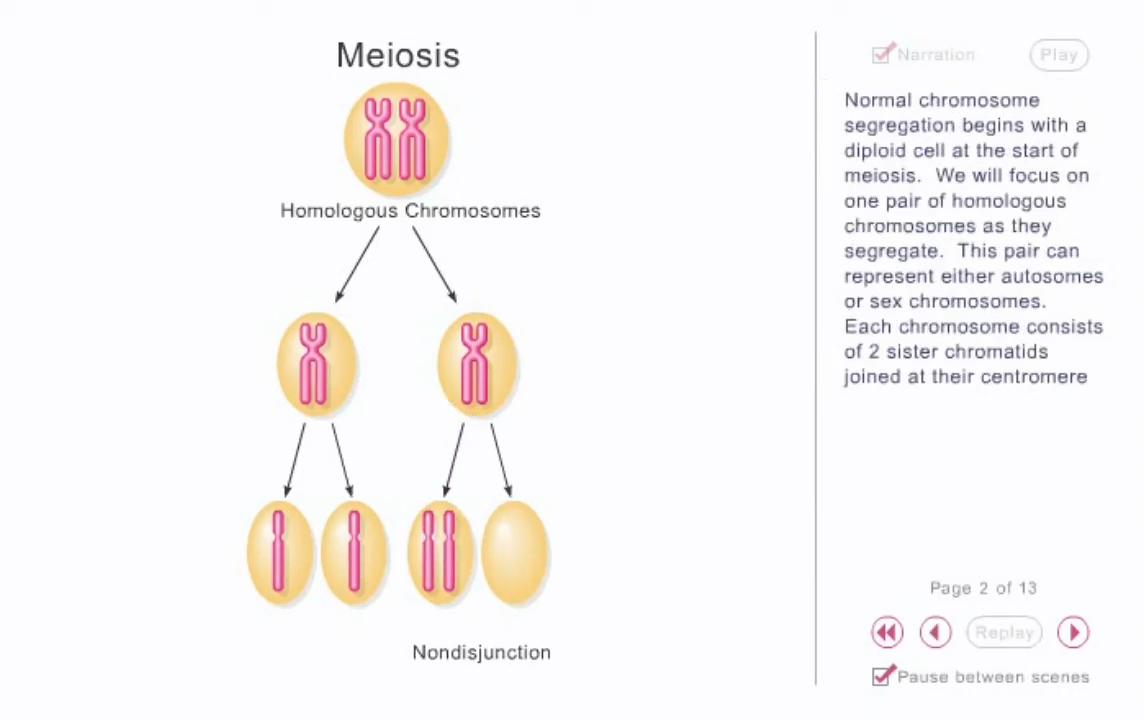 Meiosis
Homologous Chromosomes
Nondisjunction
Narration
Play
Normal chromosome
segregation begins with a
diploid cell at the start of
meiosis.  We will focus on
one pair of homologous
chromosomes as they
segregate.  This pair can
represent either autosomes
or sex chromosomes.
Each chromosome consists
of 2 sister chromatids
joined at their centromere
Page 2 of 13
Replay
Pause between scenes